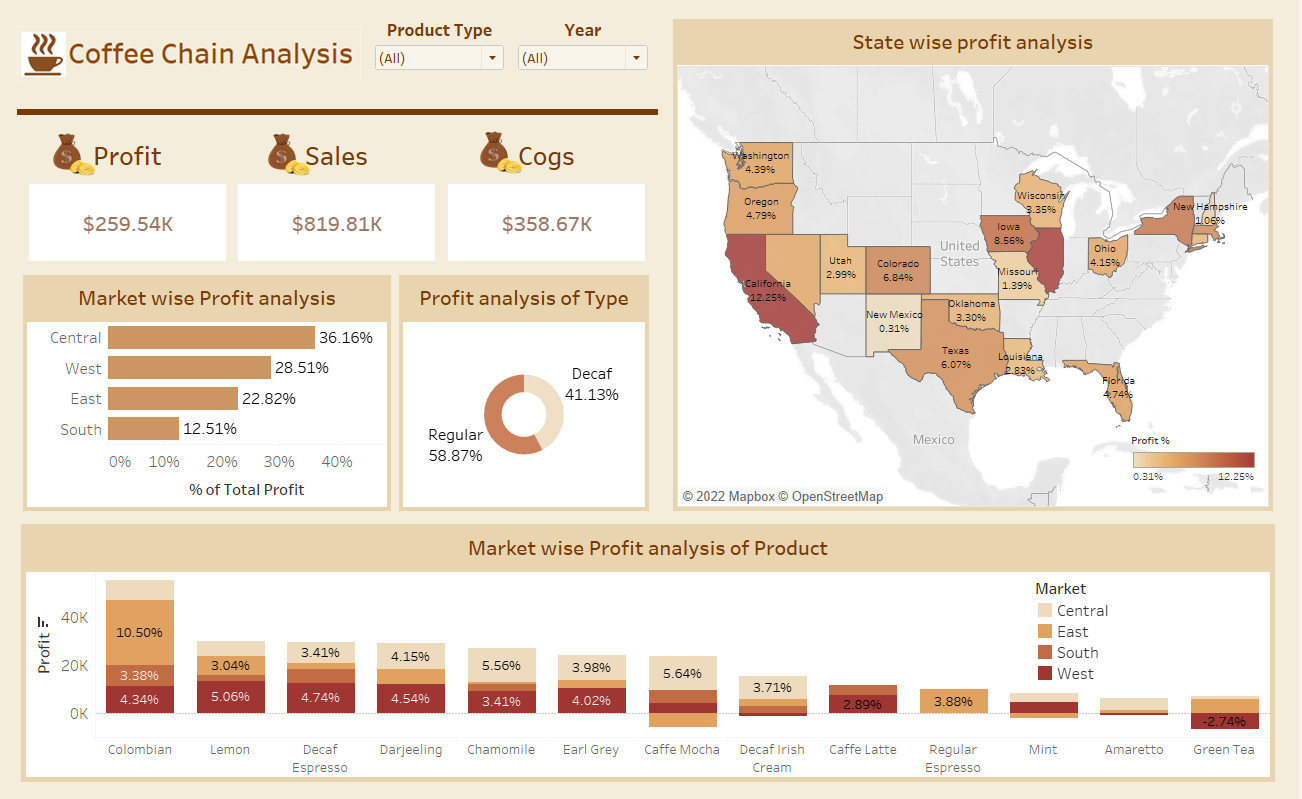 Coffee Chain Analysis
Product Type
Year
(All)
(All)
Profit
Sales
Cogs
$259.54K
$819.81K
$358.67K
Market wise Profit analysis
Central
36.16%
West
28.51%
East
22.82%
South
12.51%
0%
10%
20%
30%
40%
% of Total Profit
Profit analysis of Type
Decaf
41.13%
Regular
58.87%
State wise profit analysis
Washington
4.39%
Oregon
4.79%
California
12.25%
Utah
2.99%
Colorado
6.84%
New Mexico
0.31%
Texas
6.07%
Oklahoma
3.30%
Louisiana
2.83%
Missouri
1.39%
Iowa
8.56%
Wisconsin
3.35%
Ohio
4.15%
New Hampshire
1.06%
Florida
4.74%
United
States
Mexico
Profit %
0.31%
12.25%
© 2022 Mapbox © OpenStreetMap
Market wise Profit analysis of Product
Profit
40K
20K
0K
10.50%
3.38%
4.34%
3.04%
5.06%
3.41%
4.74%
4.15%
4.54%
5.56%
3.41%
3.98%
4.02%
5.64%
3.71%
2.89%
3.88%
-2.74%
Market
Central
East
South
West
Colombian
Lemon
Decaf
Espresso
Darjeeling
Chamomile
Earl Grey
Caffe Mocha
Decaf Irish
Cream
Caffe Latte
Regular
Espresso
Mint
Amaretto
Green Tea